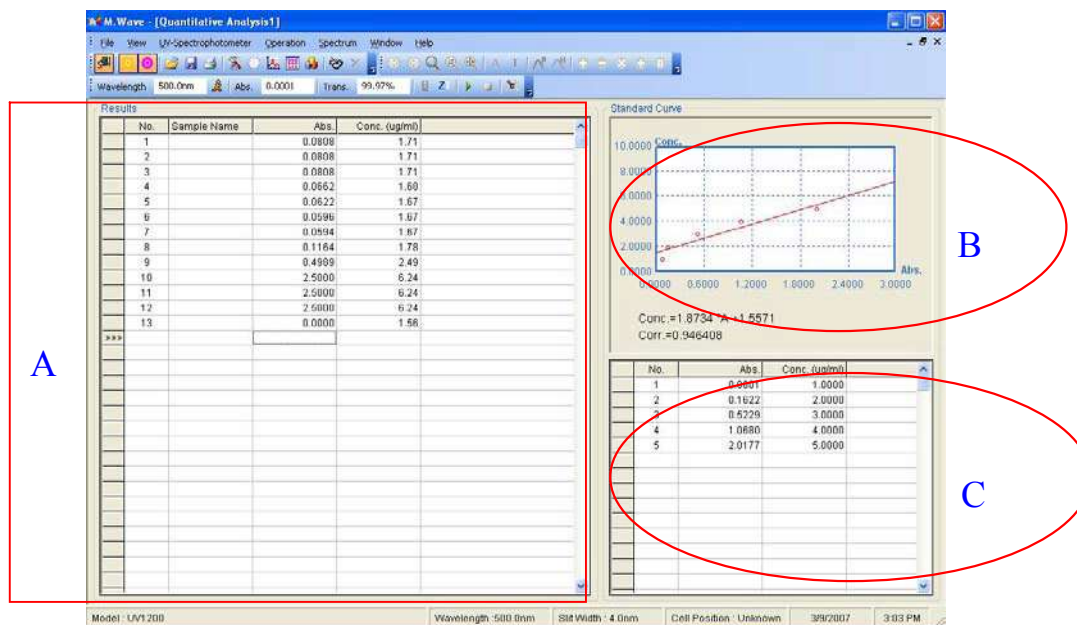 M.Wave - [Quantitative Analysis1]
File View UV-Spectrophotometer Operation Spectrum Window Help
Wavelength 500.0nm Abs. 0.0001 Trans. 99.97% Z
Results
No. Sample Name Abs. Conc. (ug/ml)
1 0.0808 1.71
2 0.0808 1.71
3 0.0808 1.71
4 0.0662 1.68
5 0.0622 1.67
6 0.0596 1.67
7 0.0594 1.67
8 0.1164 1.78
9 0.4989 2.49
10 2.5000 6.24
11 2.5000 6.24
12 2.5000 6.24
13 0.0000 1.56
>>>
A
Standard Curve
Conc.
10.0000
8.0000
6.0000
4.0000
2.0000
0.0000
Abs.
0.0000 0.6000 1.2000 1.8000 2.4000 3.0000
Conc.=1.8734 *A +1.5571
Corr.=0.946408
B
No. Abs. Conc. (ug/ml)
1 1.0000
2 0.1622 2.0000
3 0.5229 3.0000
4 1.0680 4.0000
5 2.0177 5.0000
C
Model : UV1200 Wavelength :500.0nm Slit Width : 4.0nm Cell Position : Unknown 3/9/2007 3:03 PM